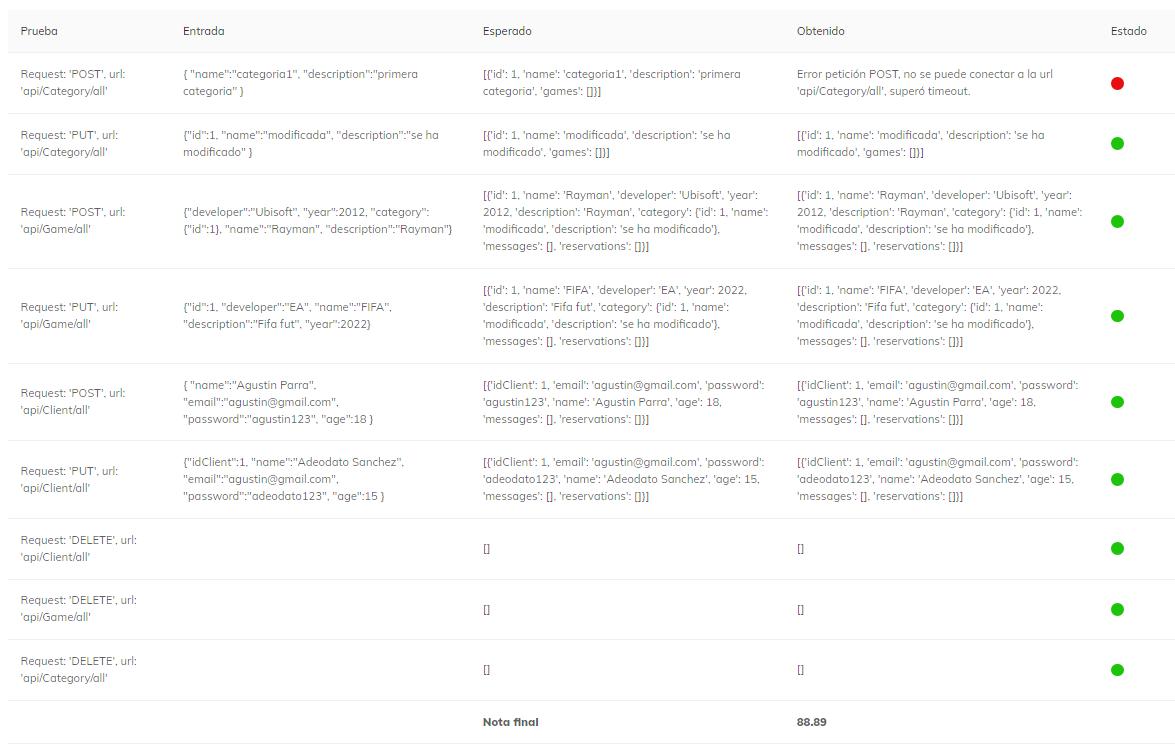 Prueba Entrada Esperado Obtenido Estado
Request: 'POST', url:
'api/Category/all'
{ "name":"categoria1", "description":"primera
categoria" }
[{'id': 1, 'name': 'categoria1', 'description': 'primera
categoria', 'games': []}]
Error petición POST, no se puede conectar a la url
'api/Category/all', superó timeout.
Request: 'PUT', url:
'api/Category/all'
{"id":1, "name":"modificada", "description":"se ha
modificado" }
[{'id': 1, 'name': 'modificada', 'description': 'se ha
modificado', 'games': []}]
[{'id': 1, 'name': 'modificada', 'description': 'se ha
modificado', 'games': []}]
Request: 'POST', url:
'api/Game/all'
{"developer":"Ubisoft", "year":2012, "category":
{"id":1}, "name":"Rayman", "description":"Rayman"}
[{'id': 1, 'name': 'Rayman', 'developer': 'Ubisoft', 'year':
2012, 'description': 'Rayman', 'category': {'id': 1, 'name':
'modificada', 'description': 'se ha modificado'},
'messages': [], 'reservations': []}]
[{'id': 1, 'name': 'Rayman', 'developer': 'Ubisoft', 'year':
2012, 'description': 'Rayman', 'category': {'id': 1, 'name':
'modificada', 'description': 'se ha modificado'},
'messages': [], 'reservations': []}]
Request: 'PUT', url:
'api/Game/all'
{"id":1, "developer":"EA", "name":"FIFA",
"description":"Fifa fut", "year":2022}
[{'id': 1, 'name': 'FIFA', 'developer': 'EA', 'year': 2022,
'description': 'Fifa fut', 'category': {'id': 1, 'name':
'modificada', 'description': 'se ha modificado'},
'messages': [], 'reservations': []}]
[{'id': 1, 'name': 'FIFA', 'developer': 'EA', 'year': 2022,
'description': 'Fifa fut', 'category': {'id': 1, 'name':
'modificada', 'description': 'se ha modificado'},
'messages': [], 'reservations': []}]
Request: 'POST', url:
'api/Client/all'
{ "name":"Agustin Parra",
"email":"agustin@gmail.com",
"password":"agustin123", "age":18 }
[{'idClient': 1, 'email': 'agustin@gmail.com', 'password':
'agustin123', 'name': 'Agustin Parra', 'age': 18,
'messages': [], 'reservations': []}]
[{'idClient': 1, 'email': 'agustin@gmail.com', 'password':
'agustin123', 'name': 'Agustin Parra', 'age': 18,
'messages': [], 'reservations': []}]
Request: 'PUT', url:
'api/Client/all'
{"idClient":1, "name":"Adeodato Sanchez",
"email":"agustin@gmail.com",
"password":"adeodato123", "age":15 }
[{'idClient': 1, 'email': 'agustin@gmail.com', 'password':
'adeodato123', 'name': 'Adeodato Sanchez', 'age': 15,
'messages': [], 'reservations': []}]
[{'idClient': 1, 'email': 'agustin@gmail.com', 'password':
'adeodato123', 'name': 'Adeodato Sanchez', 'age': 15,
'messages': [], 'reservations': []}]
Request: 'DELETE', url:
'api/Client/all'
[]
[]
Request: 'DELETE', url:
'api/Game/all'
[]
[]
Request: 'DELETE', url:
'api/Category/all'
[]
[]
Nota final 88.89